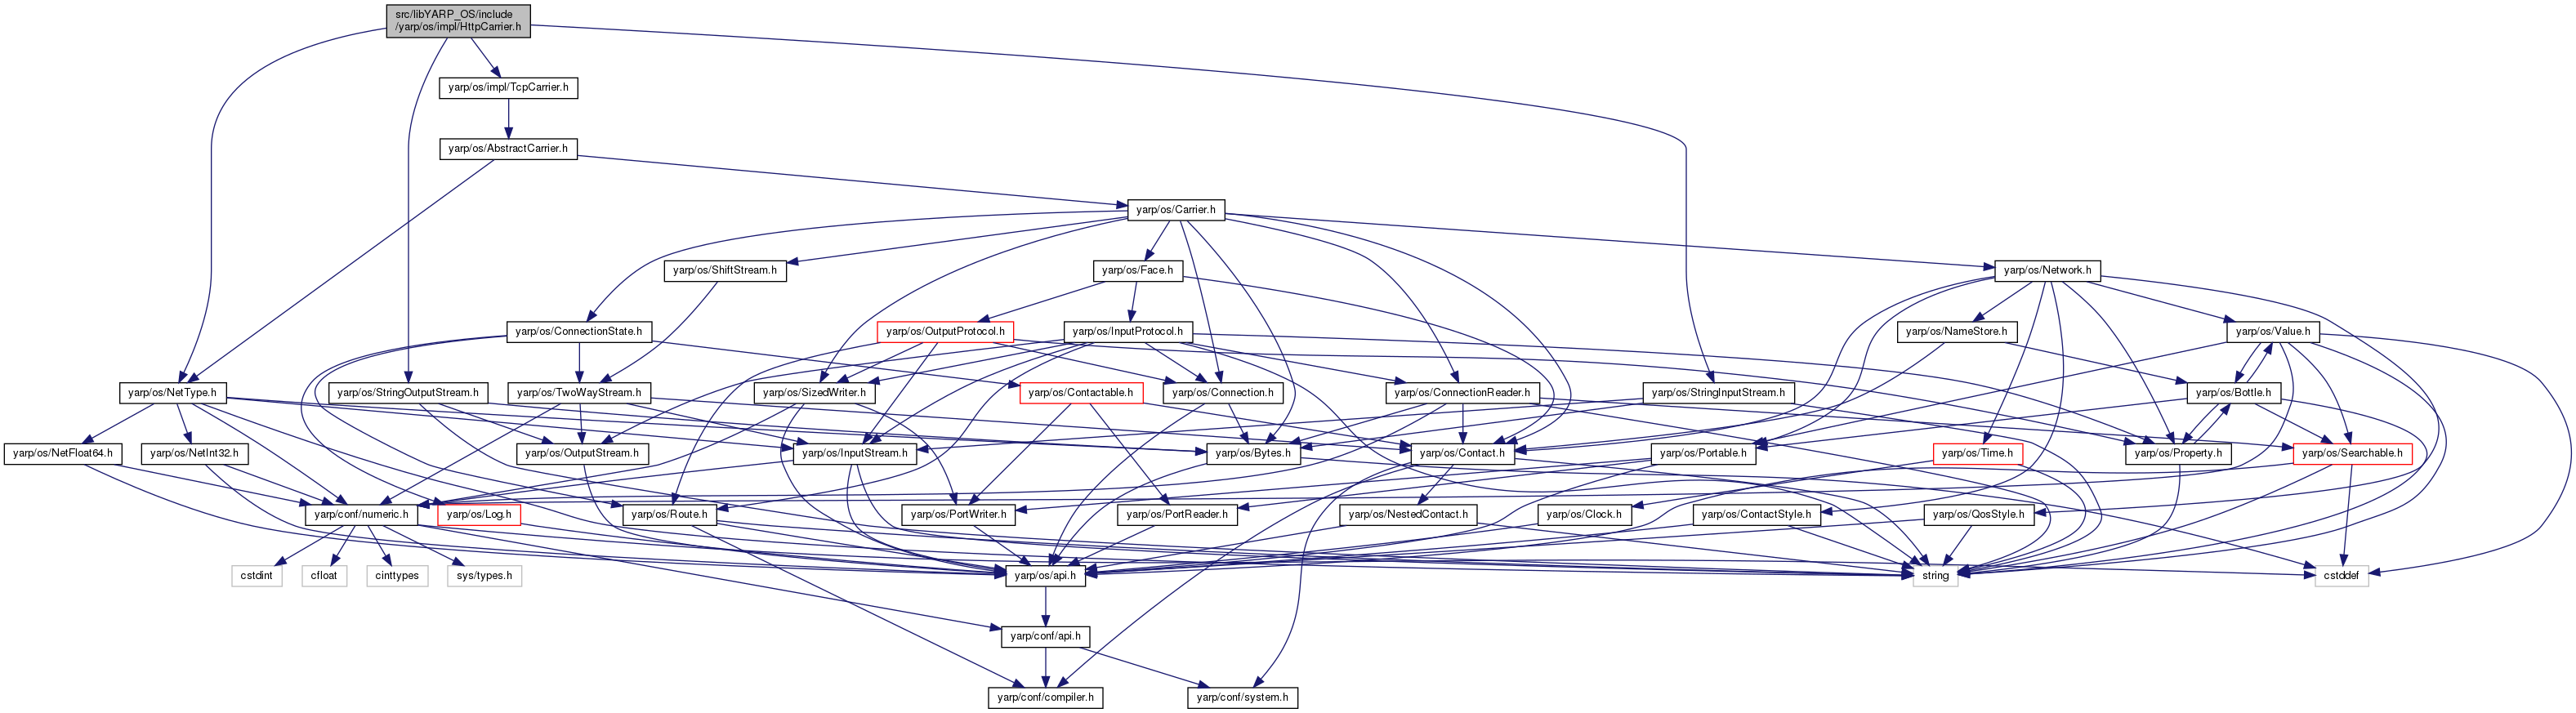 src/libYARP_OS/include
/yarp/os/impl/HttpCarrier.h
yarp/os/impl/TcpCarrier.h
yarp/os/AbstractCarrier.h
yarp/os/Carrier.h
yarp/os/ShiftStream.h
yarp/os/Face.h
yarp/os/Network.h
yarp/os/ConnectionState.h
yarp/os/OutputProtocol.h
yarp/os/InputProtocol.h
yarp/os/NameStore.h
yarp/os/Value.h
yarp/os/NetType.h
yarp/os/StringOutputStream.h
yarp/os/TwoWayStream.h
yarp/os/SizedWriter.h
yarp/os/Contactable.h
yarp/os/Connection.h
yarp/os/ConnectionReader.h
yarp/os/StringInputStream.h
yarp/os/Bottle.h
yarp/os/NetFloat64.h
yarp/os/NetInt32.h
yarp/os/OutputStream.h
yarp/os/InputStream.h
yarp/os/Bytes.h
yarp/os/Contact.h
yarp/os/Portable.h
yarp/os/Time.h
yarp/os/Property.h
yarp/os/Searchable.h
yarp/conf/numeric.h
yarp/os/Log.h
yarp/os/Route.h
yarp/os/PortWriter.h
yarp/os/PortReader.h
yarp/os/NestedContact.h
yarp/os/Clock.h
yarp/os/ContactStyle.h
yarp/os/QosStyle.h
cstdint
cfloat
cinttypes
sys/types.h
yarp/os/api.h
string
cstddef
yarp/conf/api.h
yarp/conf/compiler.h
yarp/conf/system.h